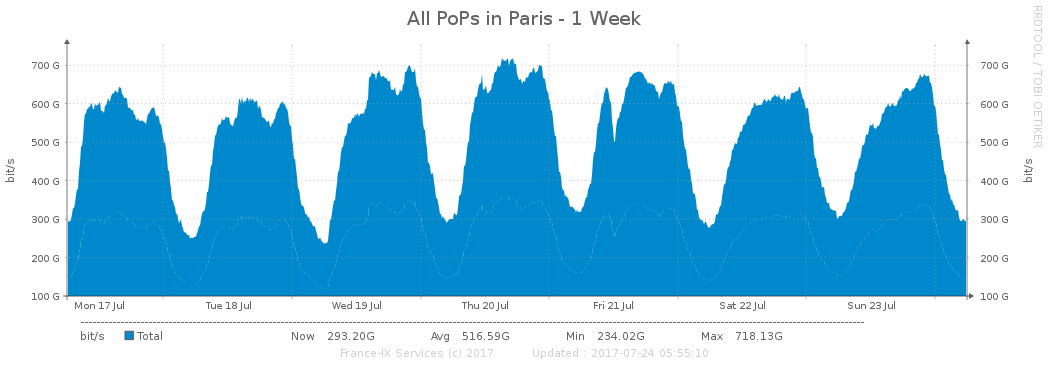 All PoPs in Paris - 1 Week
RRDTOOL / TOBI OETIKER
700 G 700 G
600 G 600 G
500 G 500 G
400 G 400 G
300 G 300 G
200 G 200 G
100 G 100 G
bit/s bit/s
Mon 17 Jul Tue 18 Jul Wed 19 Jul Thu 20 Jul Fri 21 Jul Sat 22 Jul Sun 23 Jul
bit/s Total Now 293.20G Avg 516.59G Min 234.02G Max 718.13G
France-IX Services (c) 2017 Updated : 2017-07-24 05:55:10